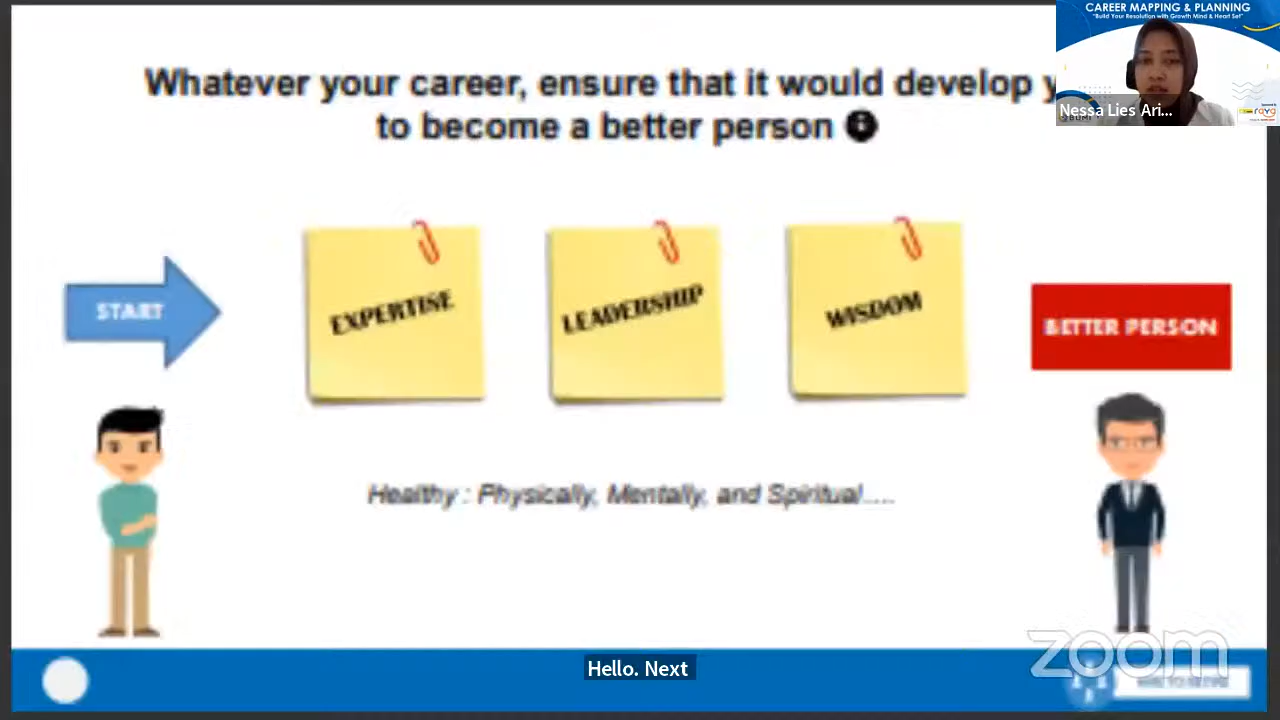 CAREER MAPPING & PLANNING
"Build Your Resolution with Growth Mind & Heart Set"
Nessa Lies Ari...
Whatever your career, ensure that it would develop y
to become a better person
START
EXPERTISE
LEADERSHIP
WISDOM
BETTER PERSON
Healthy : Physically, Mentally, and Spiritual....
Hello. Next
zoom